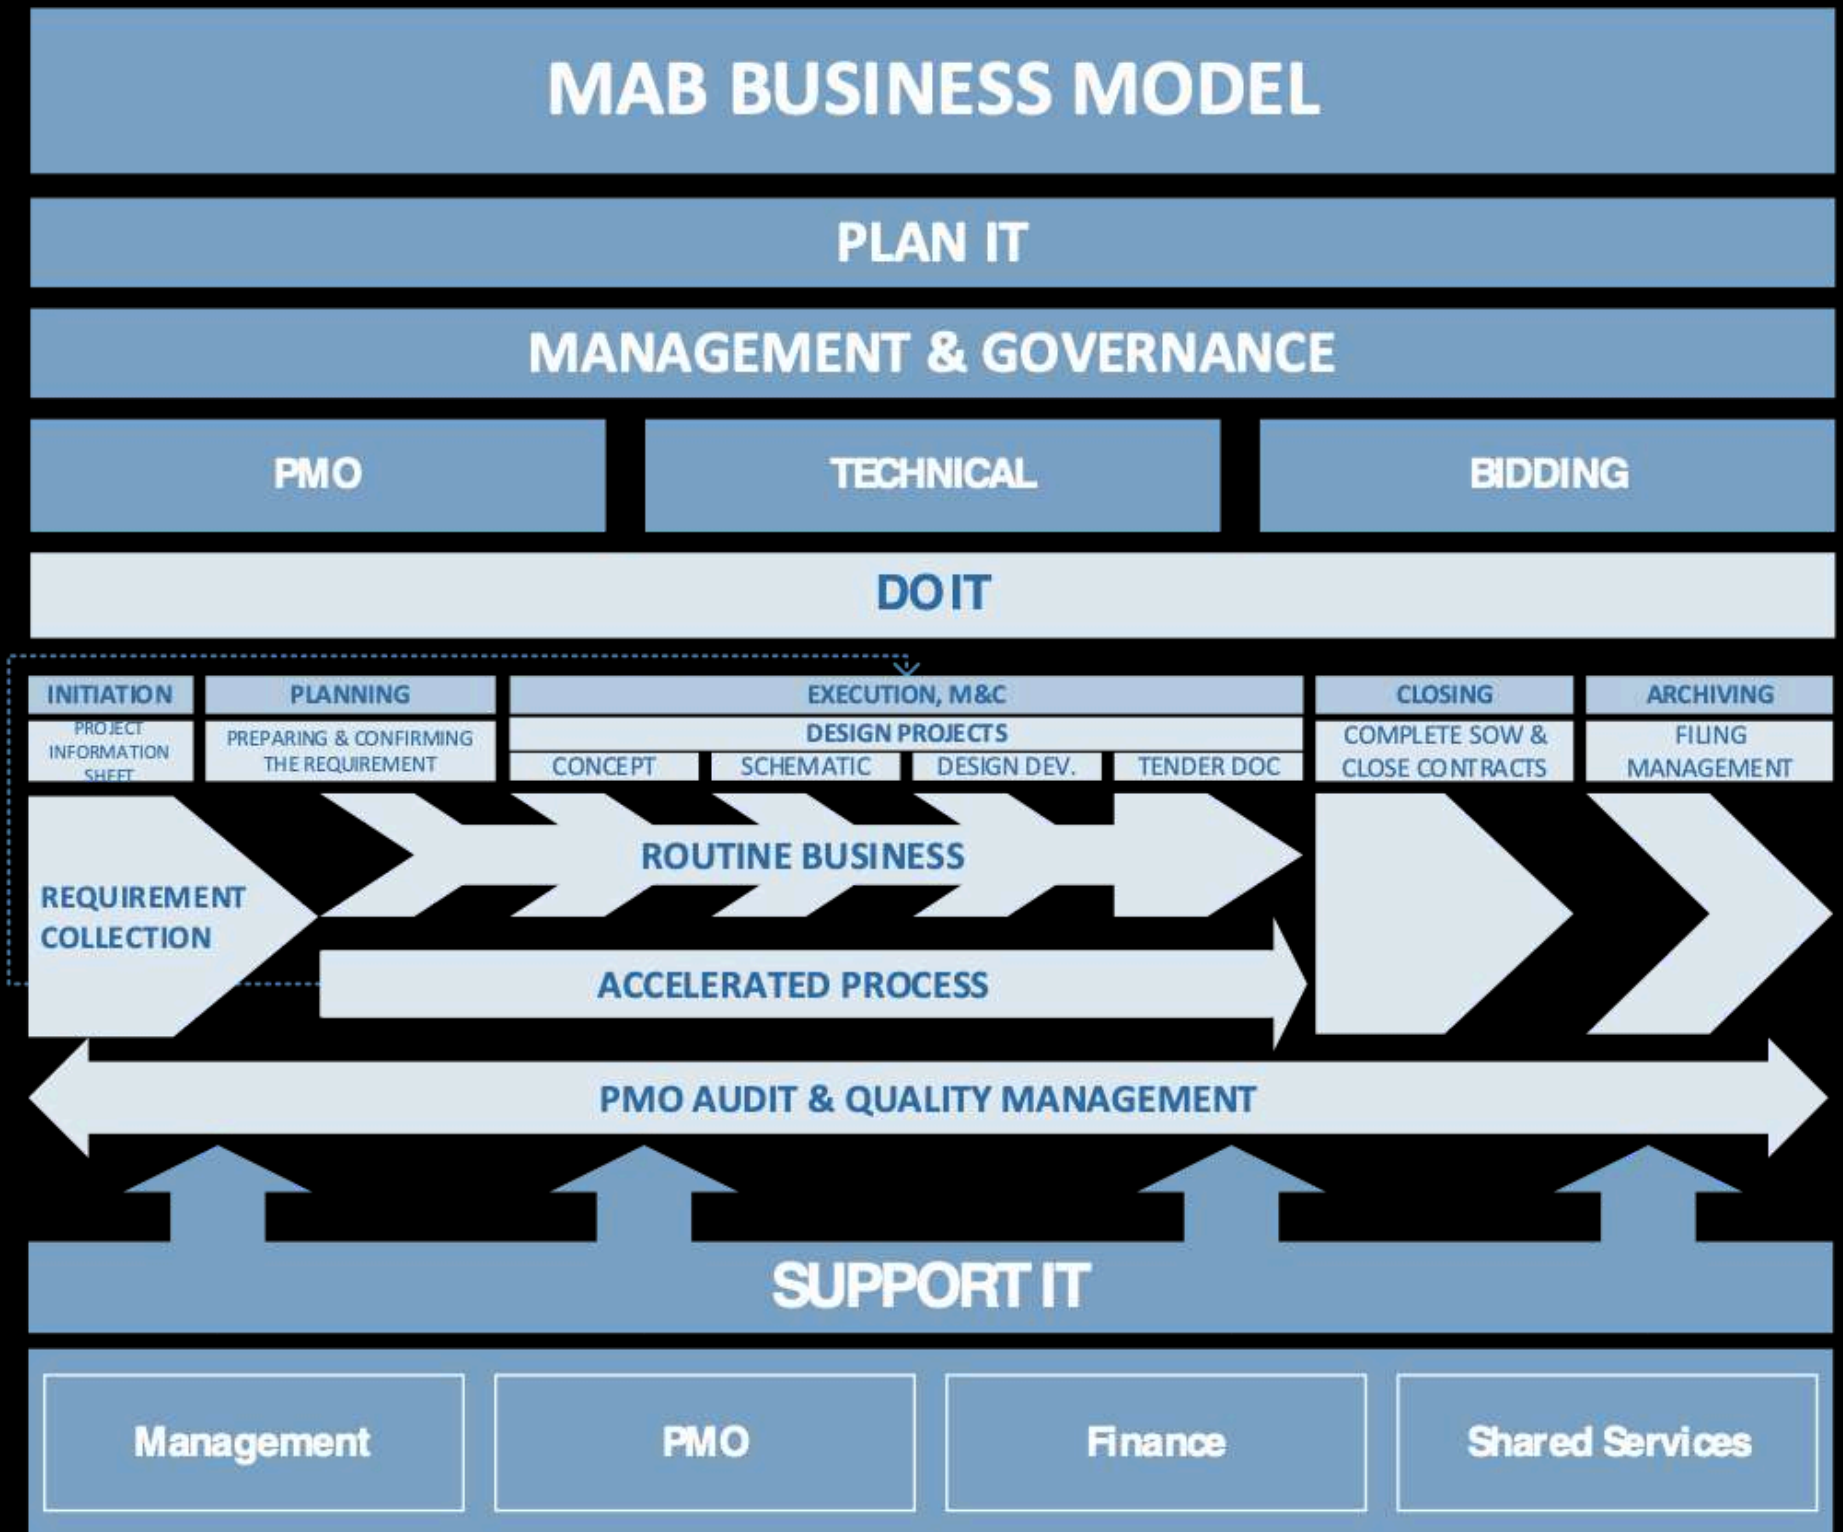 MAB BUSINESS MODEL
PLAN IT
MANAGEMENT & GOVERNANCE
PMO
TECHNICAL
BIDDING
DO IT
INITIATION
PLANNING
EXECUTION, M&C
CLOSING
ARCHIVING
PROJECT
INFORMATION
SHEET
PREPARING & CONFIRMING
THE REQUIREMENT
DESIGN PROJECTS
CONCEPT
SCHEMATIC
DESIGN DEV.
TENDER DOC
COMPLETE SOW &
CLOSE CONTRACTS
FILING
MANAGEMENT
REQUIREMENT
COLLECTION
ROUTINE BUSINESS
ACCELERATED PROCESS
PMO AUDIT & QUALITY MANAGEMENT
SUPPORT IT
Management
PMO
Finance
Shared Services